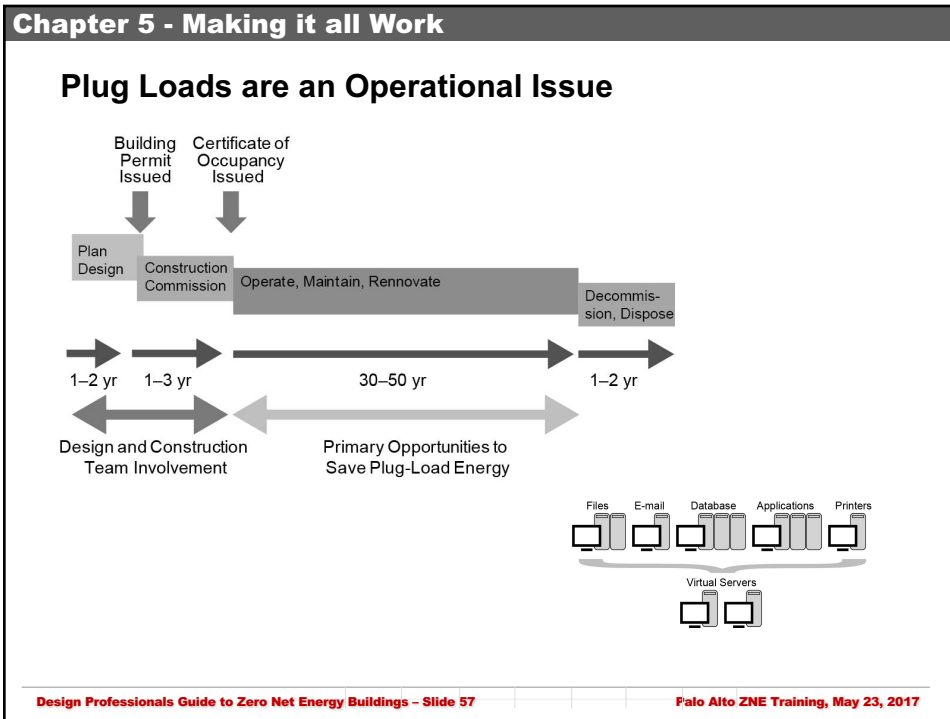 Chapter 5 - Making it all Work
Plug Loads are an Operational Issue
Building
Permit
Issued
Certificate of
Occupancy
Issued
Plan
Design
Construction
Commission
Operate, Maintain, Rennovate
Decommis-
sion, Dispose
1–2 yr
1–3 yr
30–50 yr
1–2 yr
Design and Construction
Team Involvement
Primary Opportunities to
Save Plug-Load Energy
Files
E-mail
Database
Applications
Printers
Virtual Servers
Design Professionals Guide to Zero Net Energy Buildings – Slide 57
Palo Alto ZNE Training, May 23, 2017